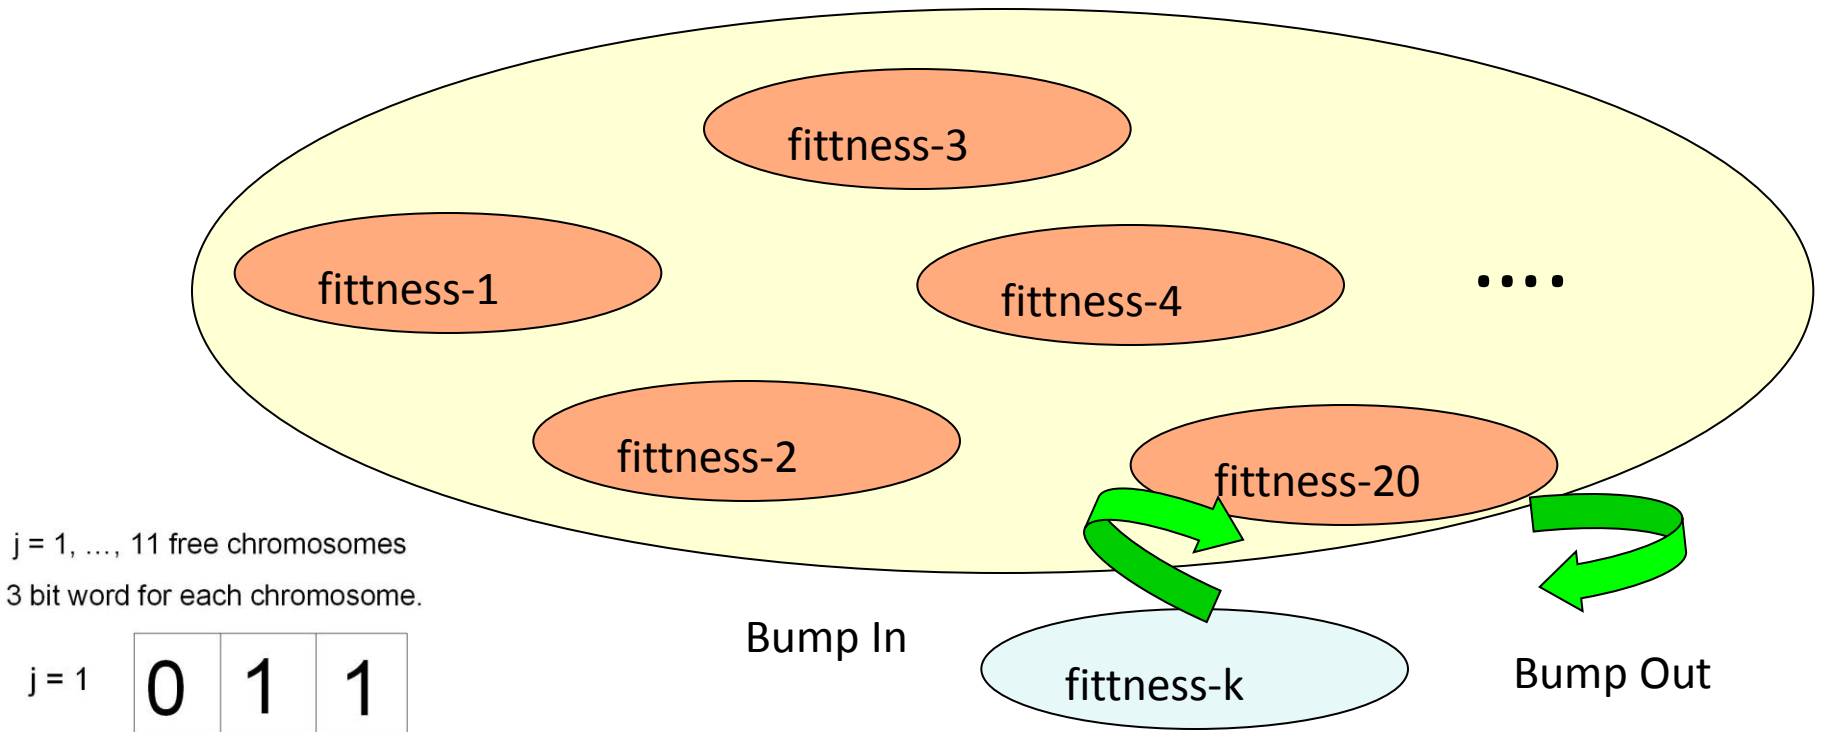 fittness-3
fittness-1
fittness-4
....
fittness-2
fittness-20
j = 1, ..., 11 free chromosomes
3 bit word for each chromosome.
Bump In
fittness-k
Bump Out
j = 1 0 1 1